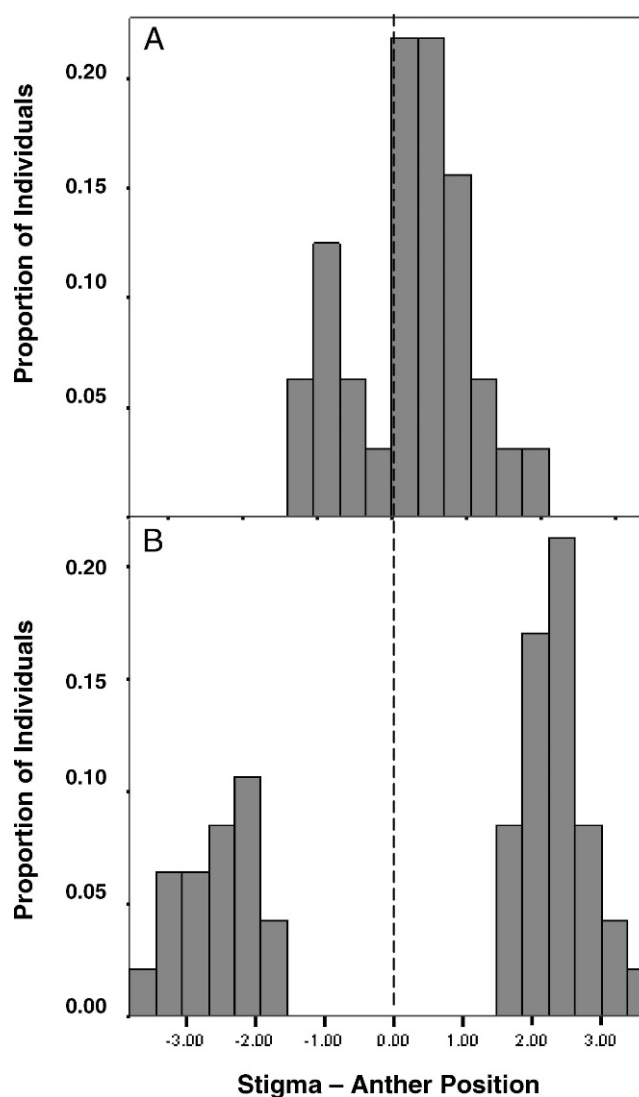 A
0.20
0.15
0.10
0.05
Proportion of Individuals
B
0.20
0.15
0.10
0.05
0.00
Proportion of Individuals
-3.00 -2.00 -1.00 0.00 1.00 2.00 3.00
Stigma – Anther Position